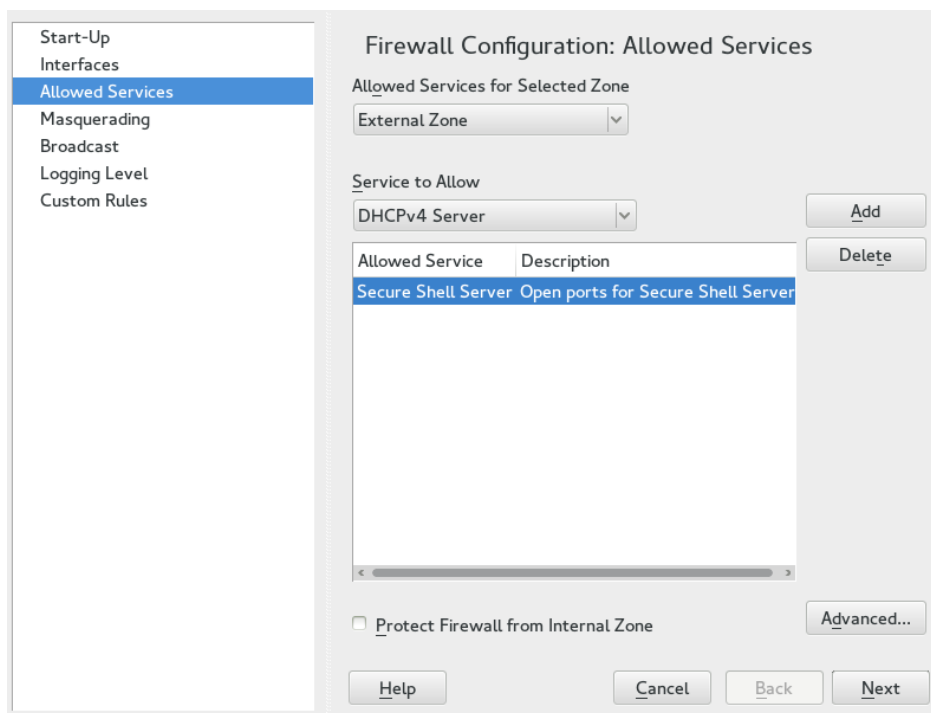 Start-Up
Interfaces
Allowed Services
Masquerading
Broadcast
Logging Level
Custom Rules
Firewall Configuration: Allowed Services
Allowed Services for Selected Zone
External Zone
Service to Allow
DHCPv4 Server
Add
Allowed Service Description
Delete
Secure Shell Server Open ports for Secure Shell Server
Protect Firewall from Internal Zone
Advanced...
Help Cancel Back Next